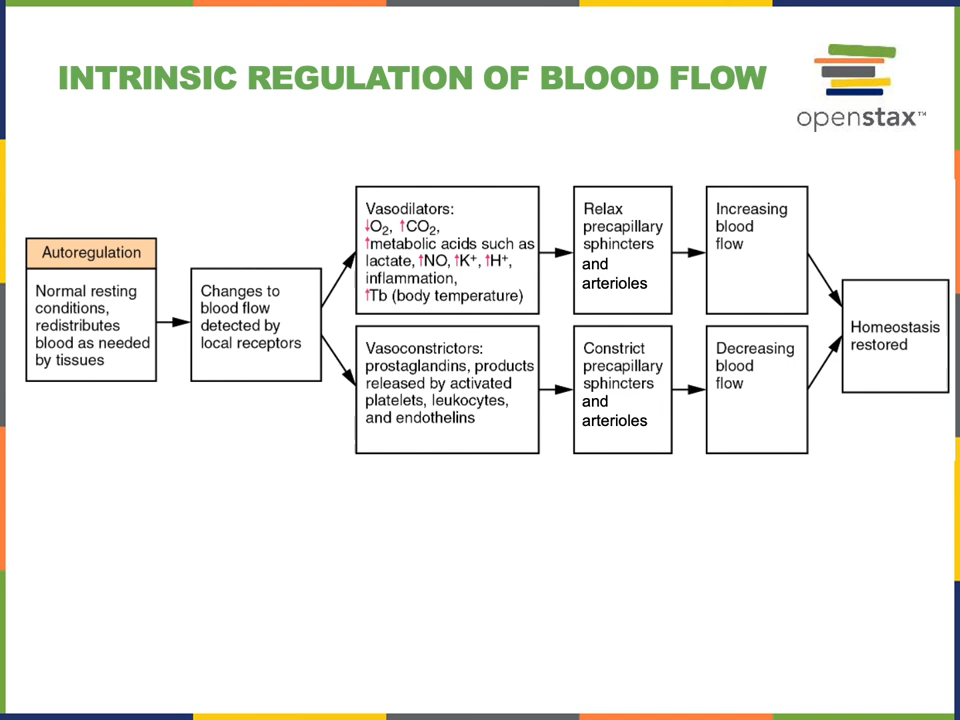 INTRINSIC REGULATION OF BLOOD FLOW
openstax™
Autoregulation
Normal resting
conditions,
redistributes
blood as needed
by tissues
Changes to
blood flow
detected by
local receptors
Vasodilators:
↓O₂, ↑CO₂,
↑metabolic acids such as
lactate, ↑NO, ↑K⁺, ↑H⁺,
inflammation,
↑Tb (body temperature)
Relax
precapillary
sphincters
and
arterioles
Increasing
blood
flow
Vasoconstrictors:
prostaglandins, products
released by activated
platelets, leukocytes,
and endothelins
Constrict
precapillary
sphincters
and
arterioles
Decreasing
blood
flow
Homeostasis
restored